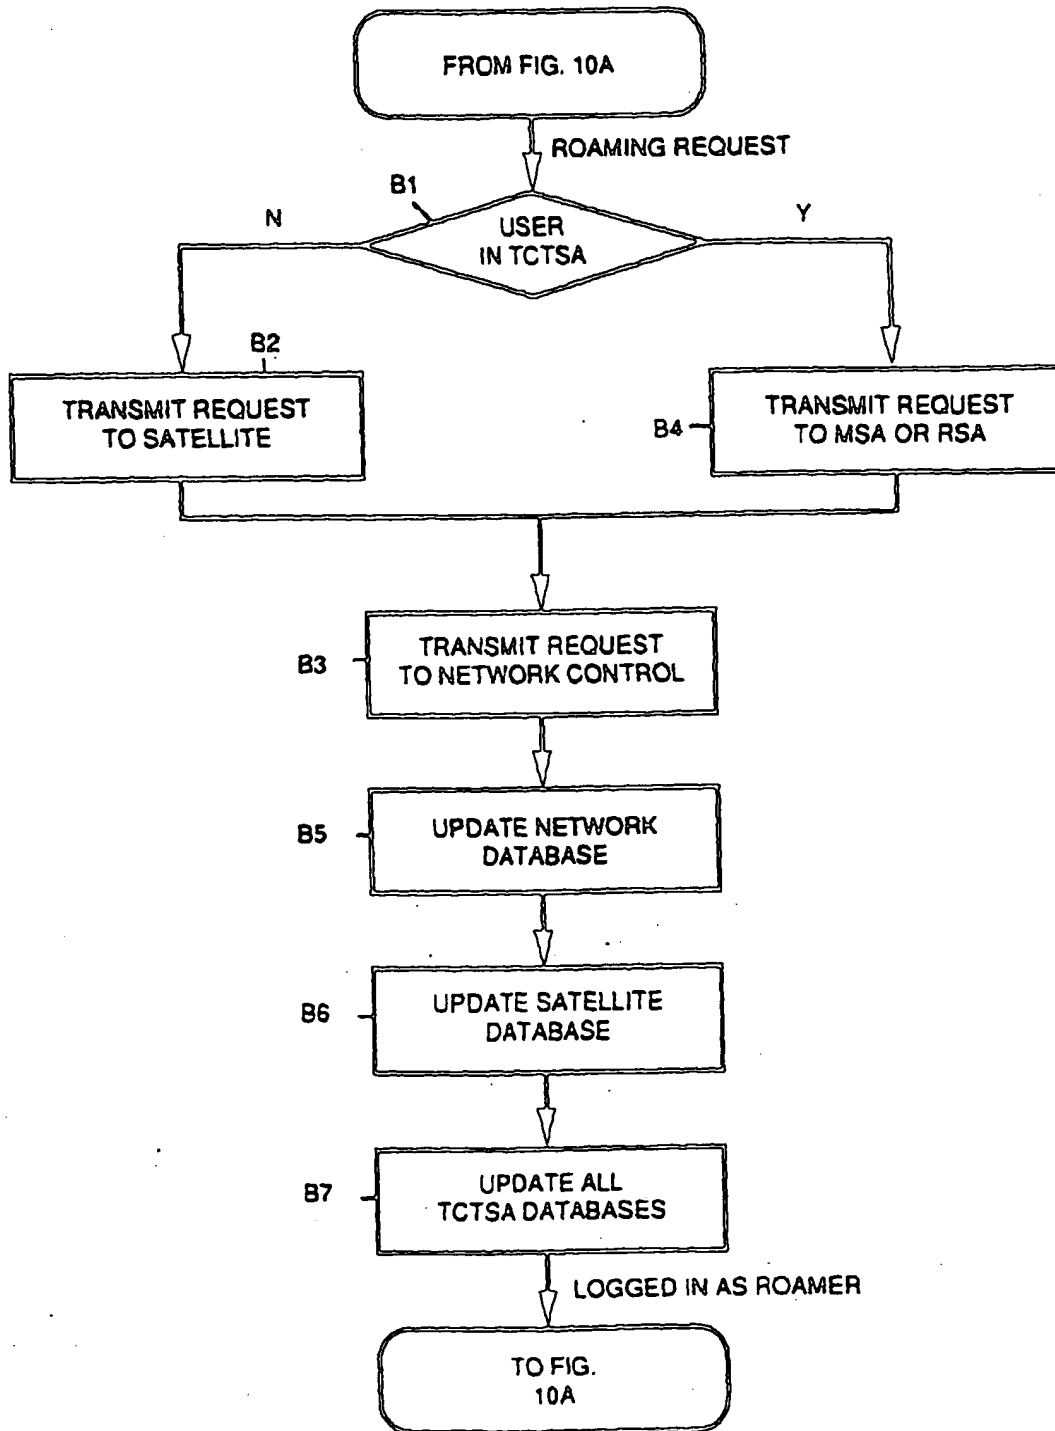 FROM FIG. 10A
ROAMING REQUEST
B1
N
Y
USER
IN TCTSA
B2
TRANSMIT REQUEST
TO SATELLITE
B4
TRANSMIT REQUEST
TO MSA OR RSA
B3
TRANSMIT REQUEST
TO NETWORK CONTROL
B5
UPDATE NETWORK
DATABASE
B6
UPDATE SATELLITE
DATABASE
B7
UPDATE ALL
TCTSA DATABASES
LOGGED IN AS ROAMER
TO FIG.
10A